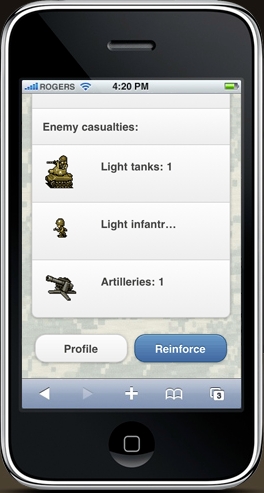 ROGERS 4:20 PM
Enemy casualties:
Light tanks: 1
Light infantr...
Artilleries: 1
Profile
Reinforce
3